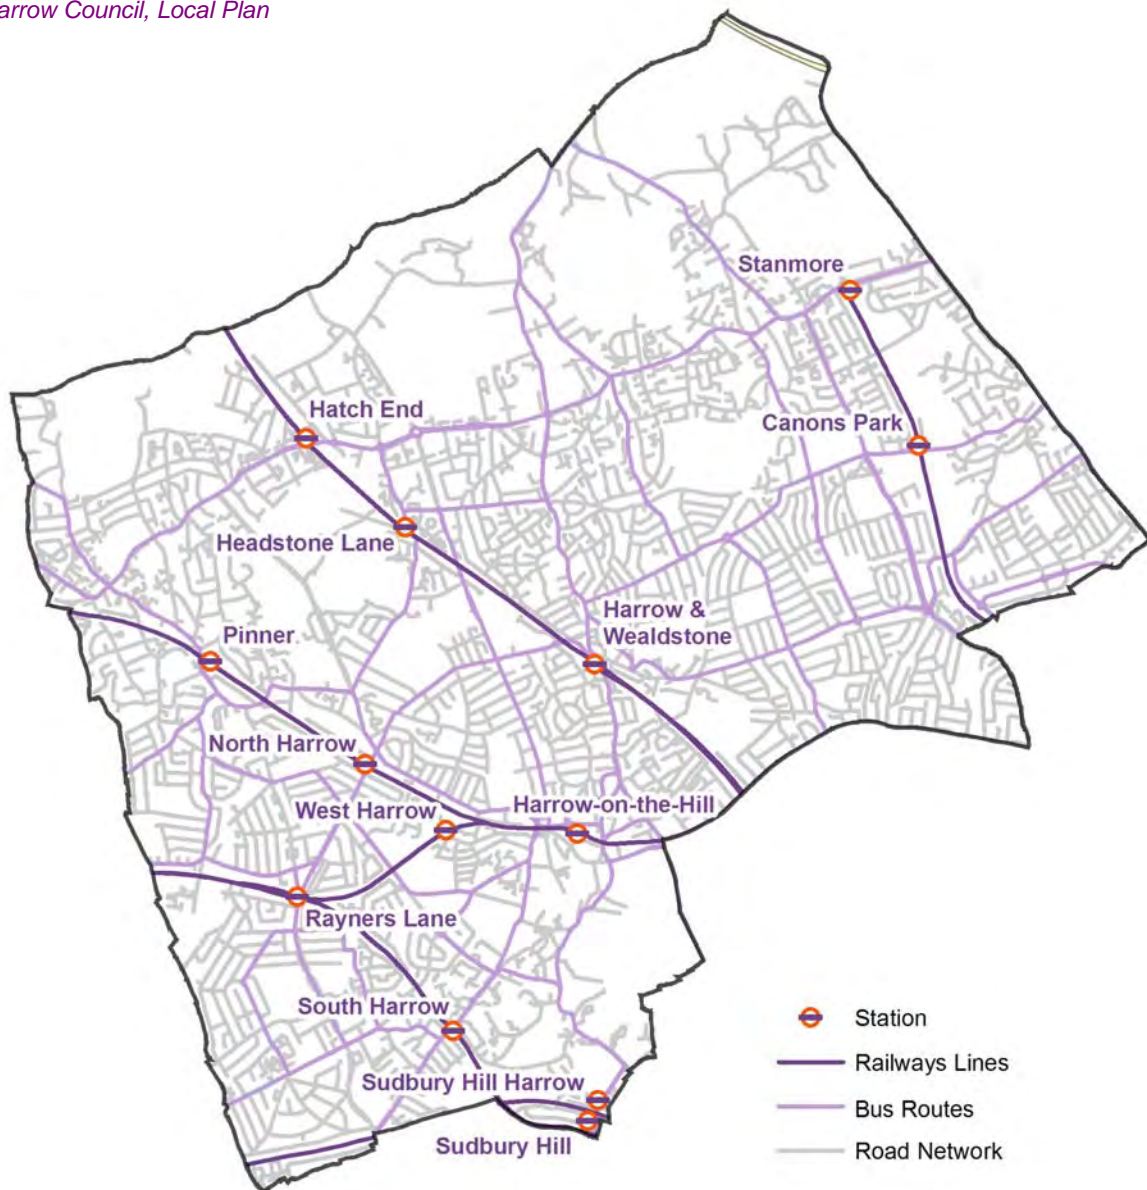 arrow Council, Local Plan
Stanmore
Hatch End
Canons Park
Headstone Lane
Harrow &
Wealdstone
Pinner
North Harrow
West Harrow
Harrow-on-the-Hill
Rayners Lane
South Harrow
Sudbury Hill Harrow
Sudbury Hill
Station
Railways Lines
Bus Routes
Road Network